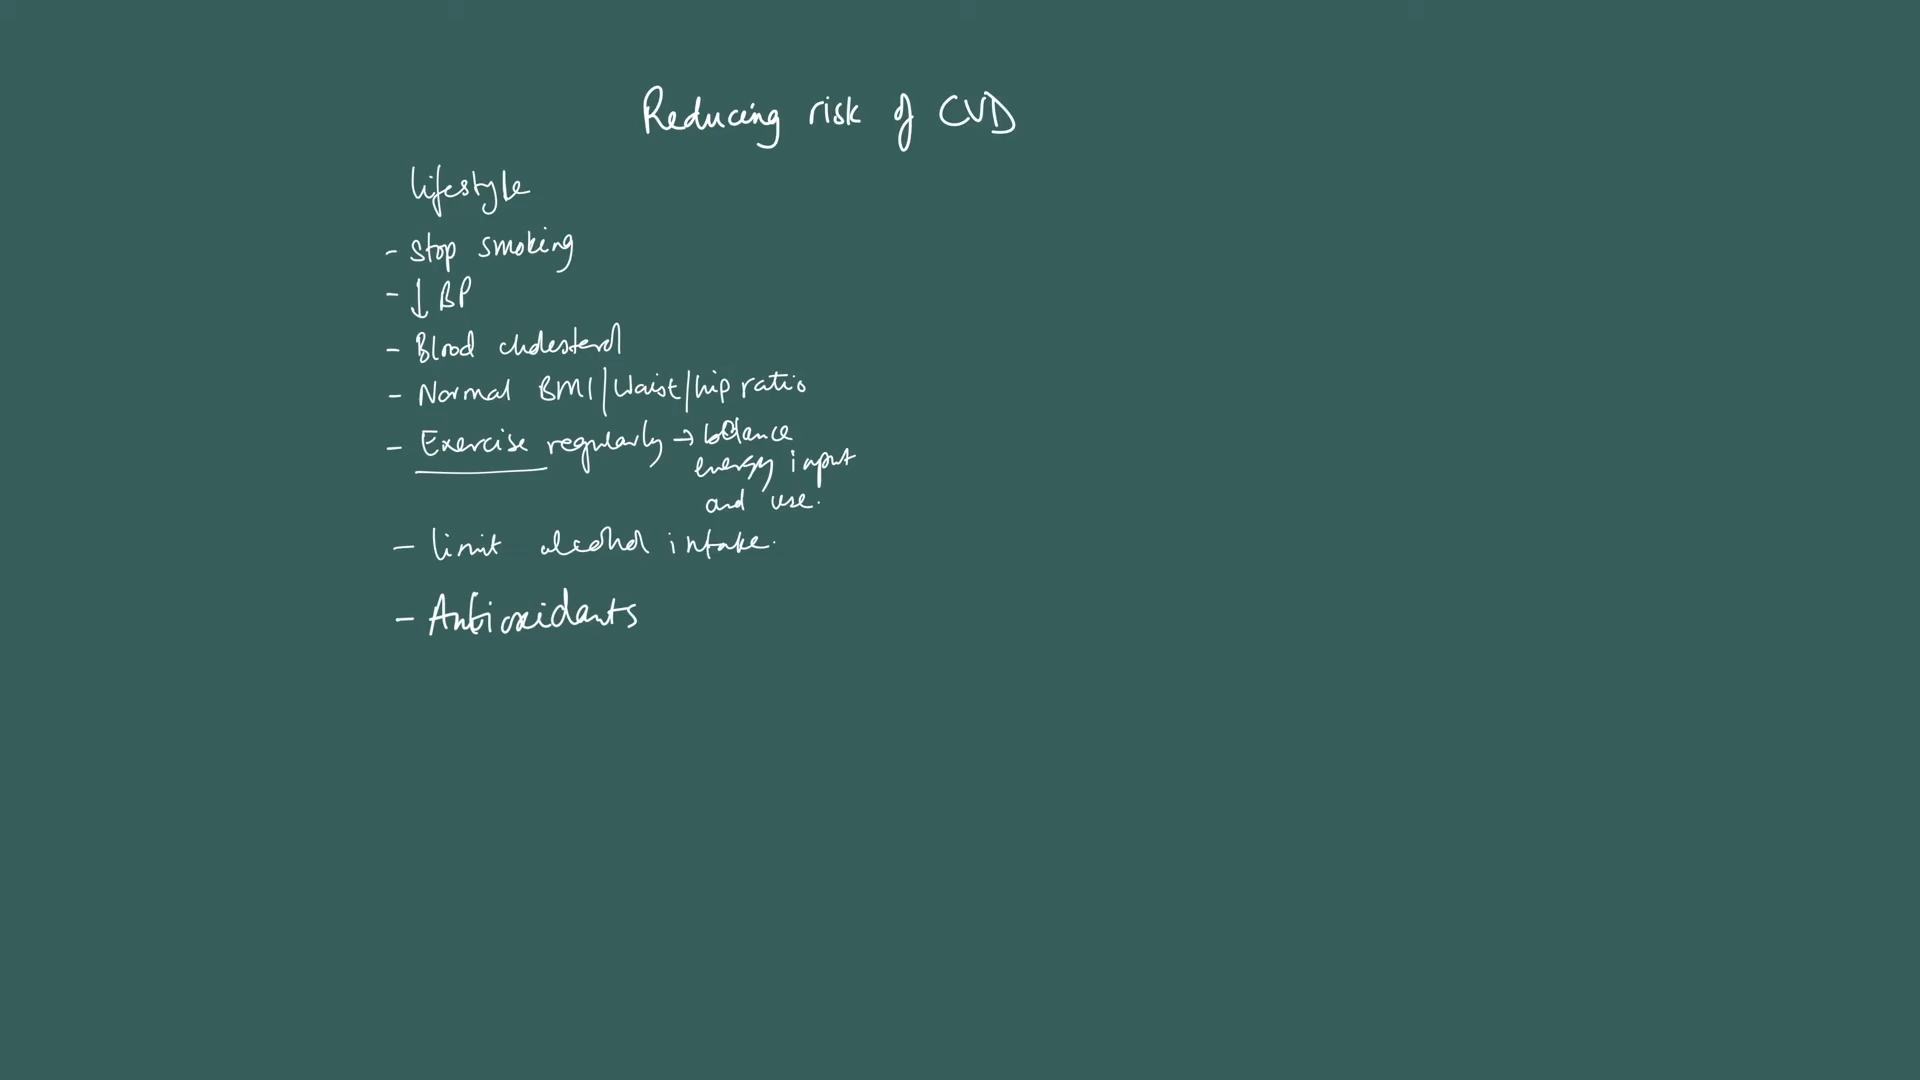 Reducing risk of CVD
lifestyle
- Stop smoking
- ↓ BP
- Blood cholesterol
- Normal BMI/Waist/hip ratio
- Exercise regularly → balance
energy input
and use.
- limit alcohol intake.
- Antioxidants